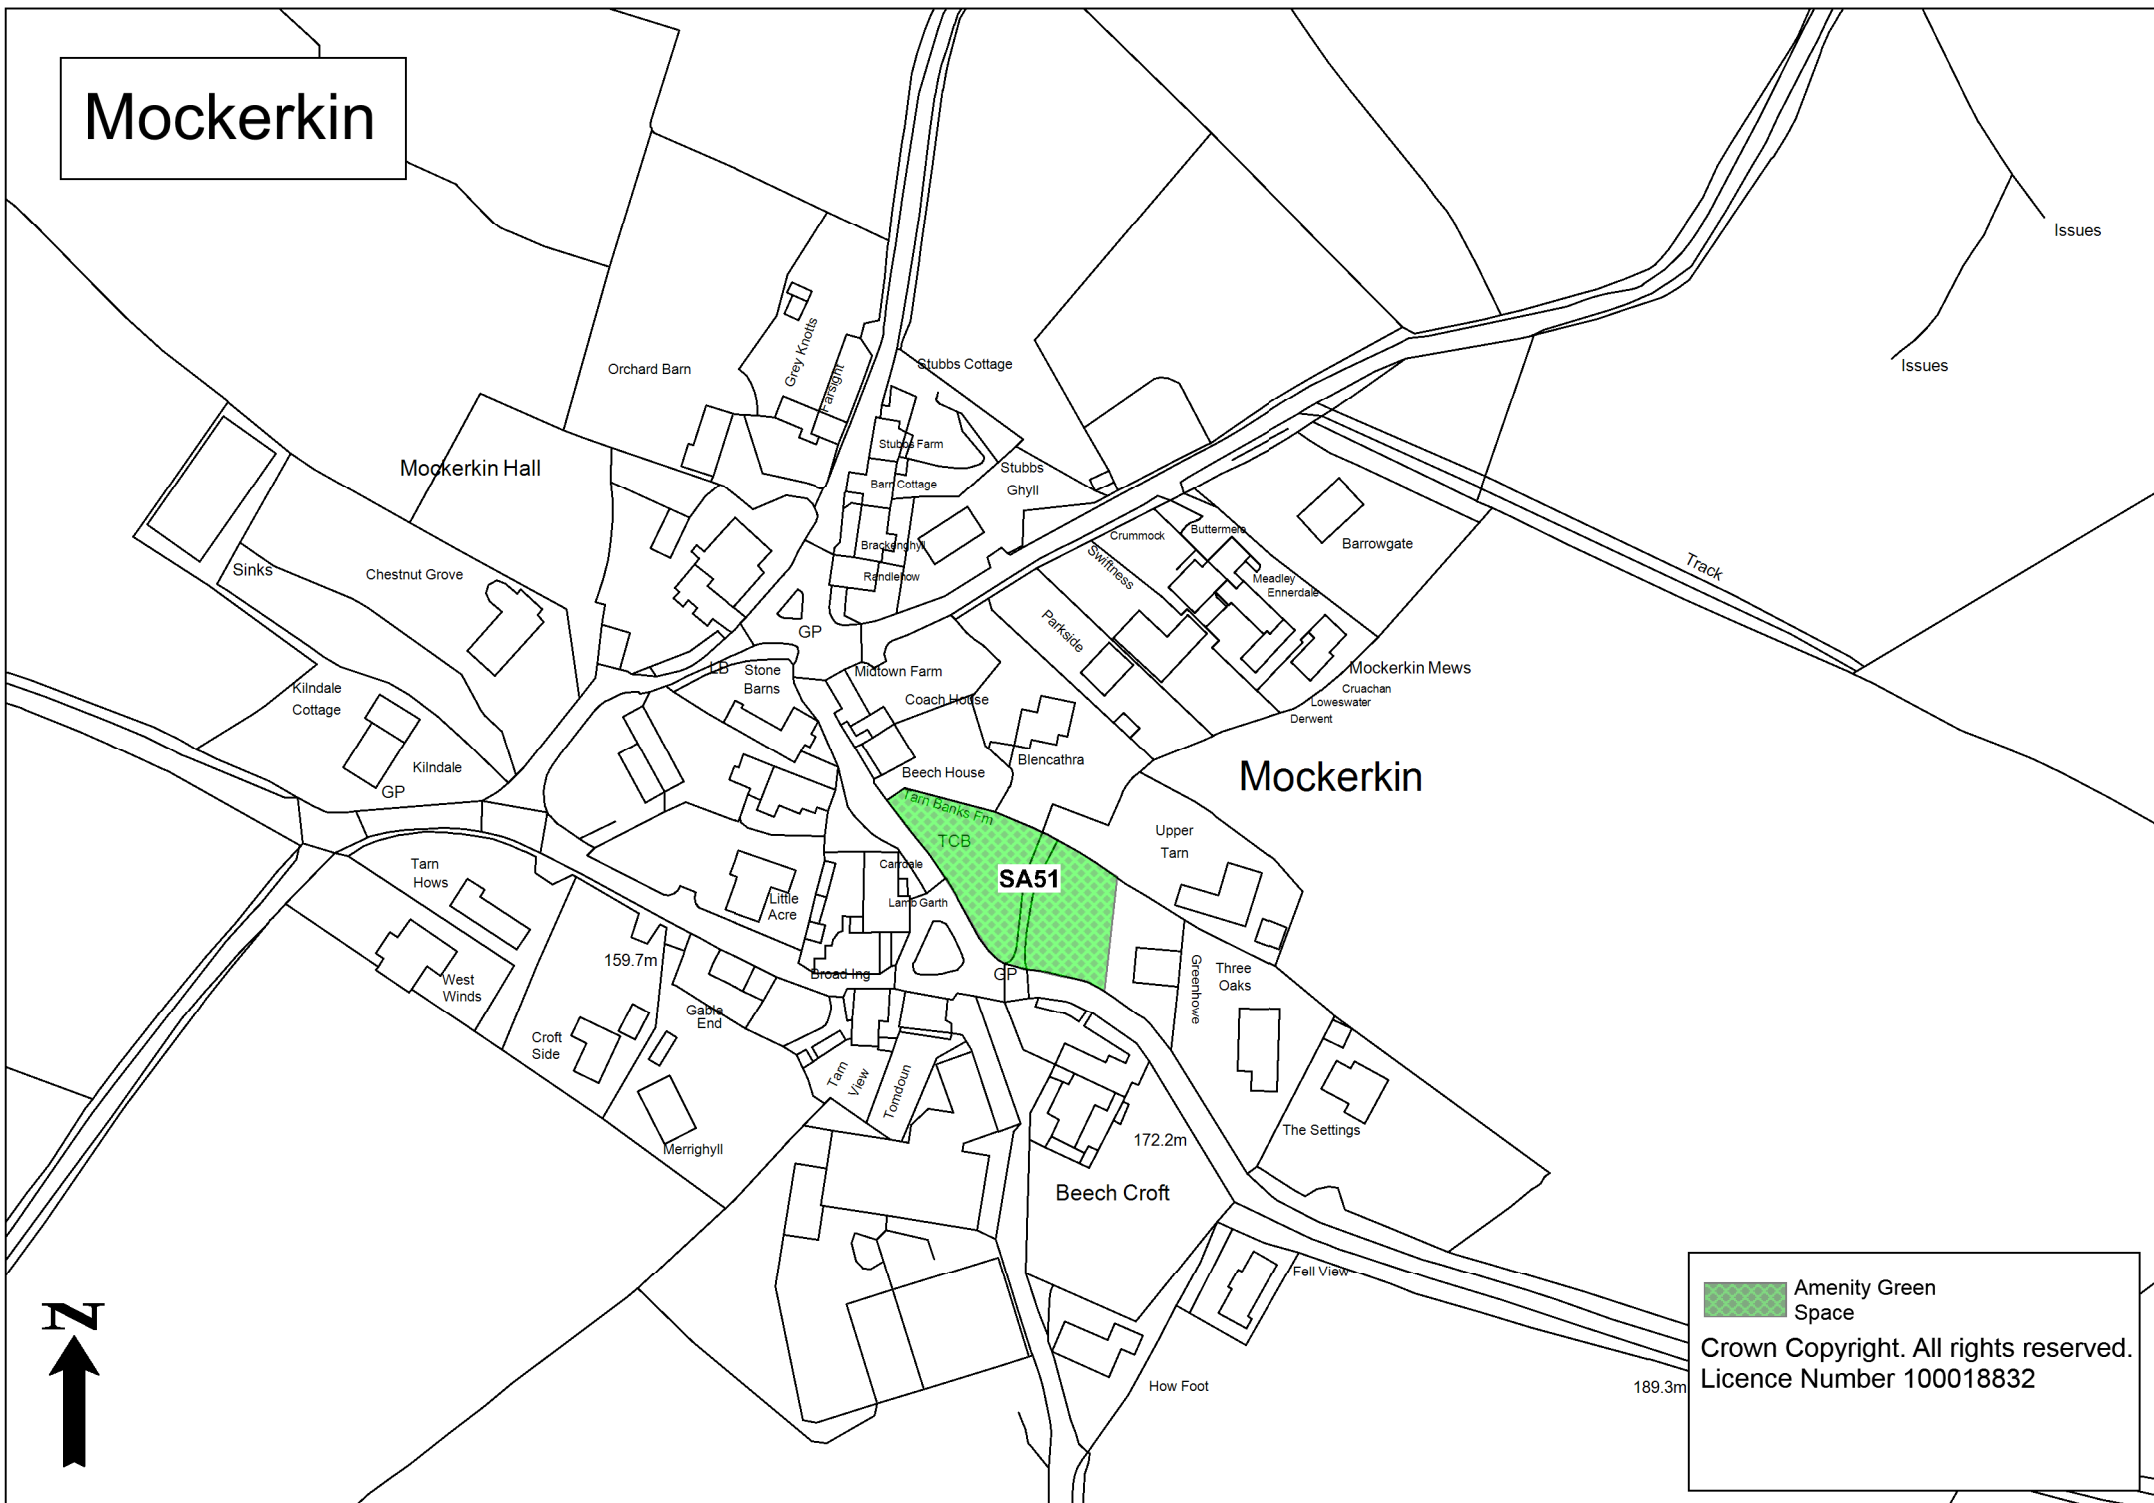 Mockerkin
Issues
Issues
Orchard Barn
Grey Knotts
Farsight
Stubbs Cottage
Stubbs Farm
Mockerkin Hall
Stubbs
Ghyll
Barn Cottage
Brackenghyll
Randlehow
Crummock
Buttermere
Swiftness
Barrowgate
Meadley
Ennerdale
Track
Sinks
Chestnut Grove
Parkside
GP
LB
Stone
Barns
Midtown Farm
Coach House
Mockerkin Mews
Cruachan
Loweswater
Derwent
Kilndale
Cottage
Kilndale
GP
Beech House
Blencathra
Mockerkin
Tarn Banks Fm
TCB
SA51
Upper
Tarn
Tarn
Hows
Carrdale
Lamb Garth
Little
Acre
159.7m
Broad Ing
GP
Greenhowe
Three
Oaks
West
Winds
Gable
End
Croft
Side
Tarn
View
Tomdoun
Merrighyll
172.2m
The Settings
Beech Croft
Fell View
How Foot
189.3m
N
Amenity Green
Space
Crown Copyright. All rights reserved.
Licence Number 100018832